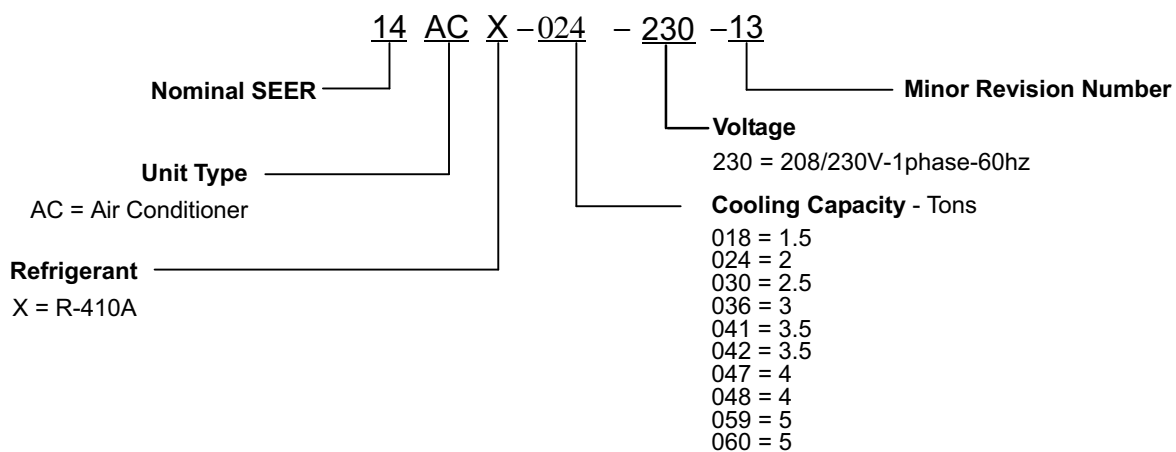 14 AC X – 024 – 230 – 13
Nominal SEER
Minor Revision Number
Voltage
230 = 208/230V-1phase-60hz
Unit Type
AC = Air Conditioner
Cooling Capacity - Tons
018 = 1.5
024 = 2
030 = 2.5
036 = 3
041 = 3.5
042 = 3.5
047 = 4
048 = 4
059 = 5
060 = 5
Refrigerant
X = R-410A